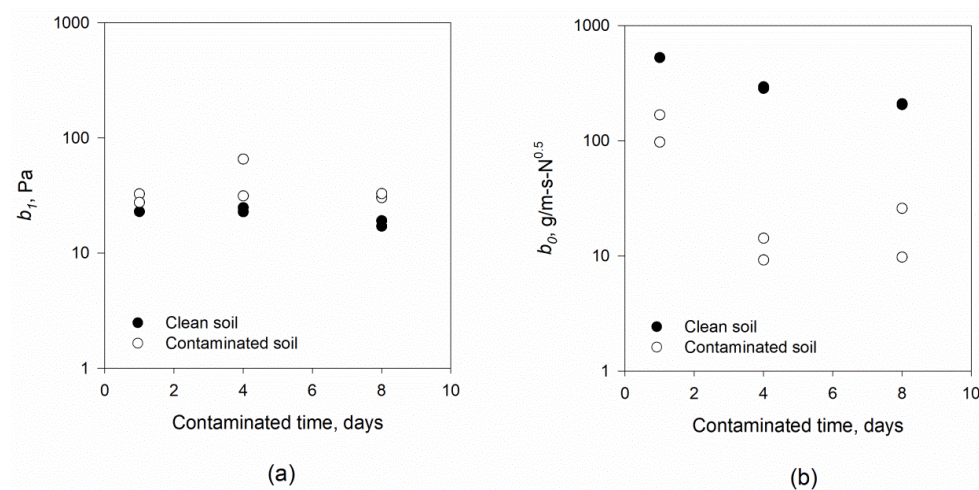 1000
100
10
1
b1, Pa
Clean soil
Contaminated soil
0 2 4 6 8 10
Contaminated time, days
(a)
1000
100
10
1
b0, g/m-s-N^0.5
Clean soil
Contaminated soil
0 2 4 6 8 10
Contaminated time, days
(b)